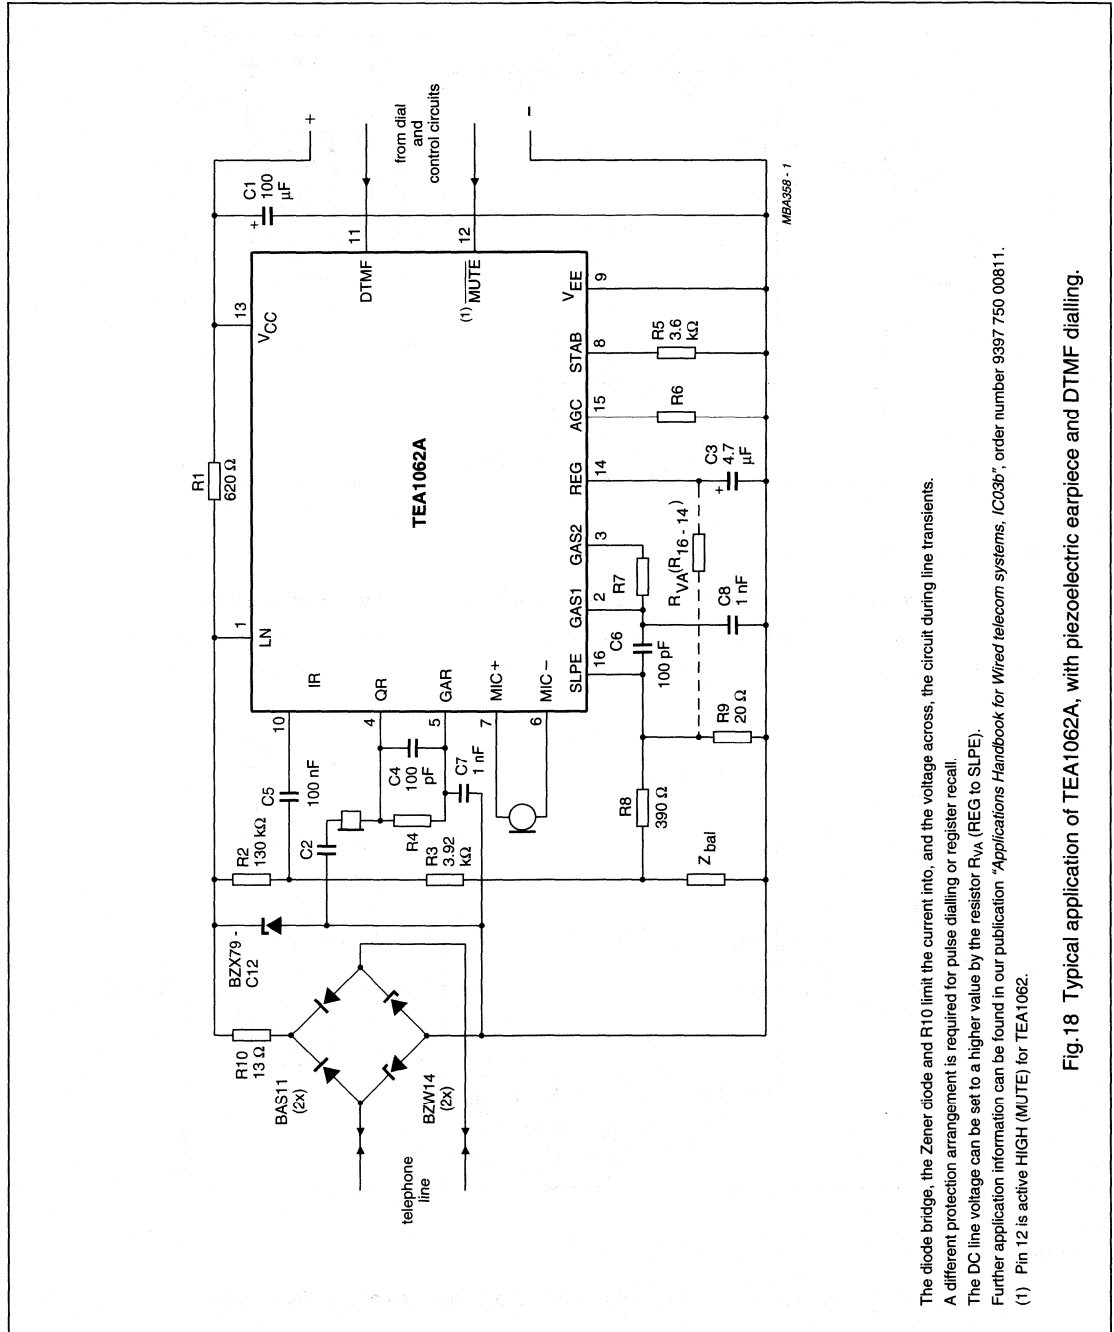 R10
13 Ω
BAS11
(2x)
BZW14
(2x)
telephone
line
BZX79 -
C12
R2
130 kΩ
C2
R3
3.92
kΩ
R4
C5
100 nF
C4
100
pF
C7
1 nF
10
IR
4
QR
5
GAR
7
MIC+
6
MIC−
R8
390 Ω
Z bal
R9
20 Ω
R1
620 Ω
1
LN
TEA1062A
13
VCC
C1
100
μF
+
+
−
11
DTMF
12
(1) MUTE
from dial
and
control circuits
SLPE
16
GAS1
2
GAS2
3
REG
14
AGC
15
STAB
8
VEE
9
C6
100 pF
R7
RVA (R16 - 14)
C8
1 nF
+
C3
4.7
μF
R6
R5
3.6
kΩ
MBA358 - 1
The diode bridge, the Zener diode and R10 limit the current into, and the voltage across, the circuit during line transients.
A different protection arrangement is required for pulse dialling or register recall.
The DC line voltage can be set to a higher value by the resistor RVA (REG to SLPE).
Further application information can be found in our publication "Applications Handbook for Wired telecom systems, IC03b", order number 9397 750 00811.
(1) Pin 12 is active HIGH (MUTE) for TEA1062.
Fig.18 Typical application of TEA1062A, with piezoelectric earpiece and DTMF dialling.